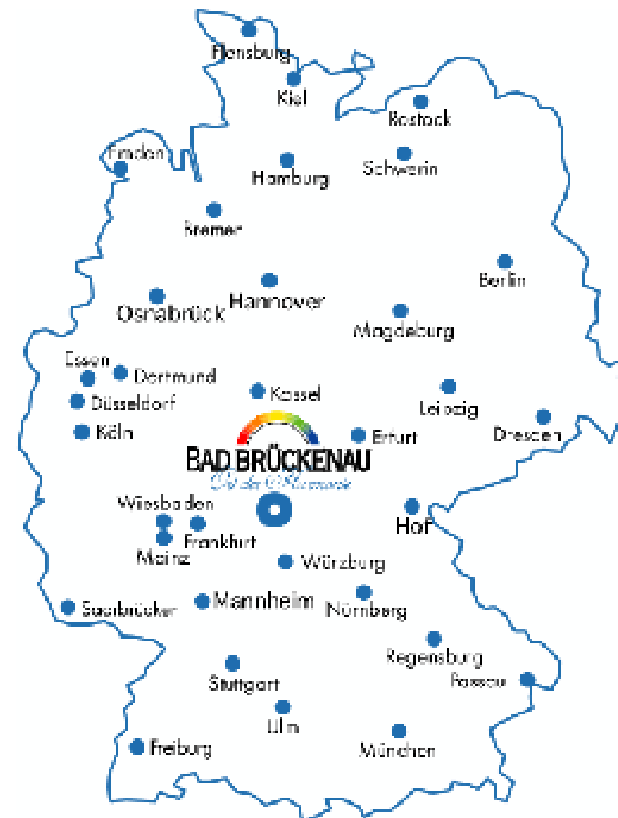 Flensburg
Kiel
Rostock
Emden
Hamburg
Schwerin
Bremen
Berlin
Osnabrück
Hannover
Magdeburg
Essen
Dortmund
Kassel
Düsseldorf
Leipzig
Köln
Erfurt
Dresden
BAD BRÜCKENAU
Wiesbaden
Hof
Frankfurt
Mainz
Würzburg
Saarbrücken
Mannheim
Nürnberg
Regensburg
Stuttgart
Passau
Ulm
Freiburg
München